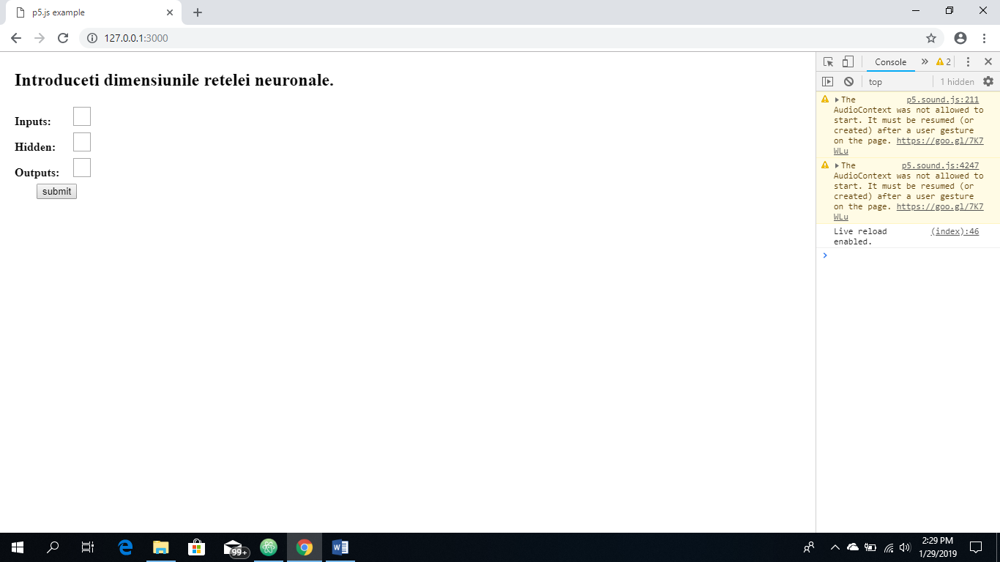 p5.js example
127.0.0.1:3000
Introduceti dimensiunile retelei neuronale.
Inputs:
Hidden:
Outputs:
submit
Console
2
top
1 hidden
The p5.sound.js:211
AudioContext was not allowed to
start. It must be resumed (or
created) after a user gesture
on the page. https://goo.gl/7K7
WLu
The p5.sound.js:4247
AudioContext was not allowed to
start. It must be resumed (or
created) after a user gesture
on the page. https://goo.gl/7K7
WLu
Live reload (index):46
enabled.
99+
2:29 PM
1/29/2019